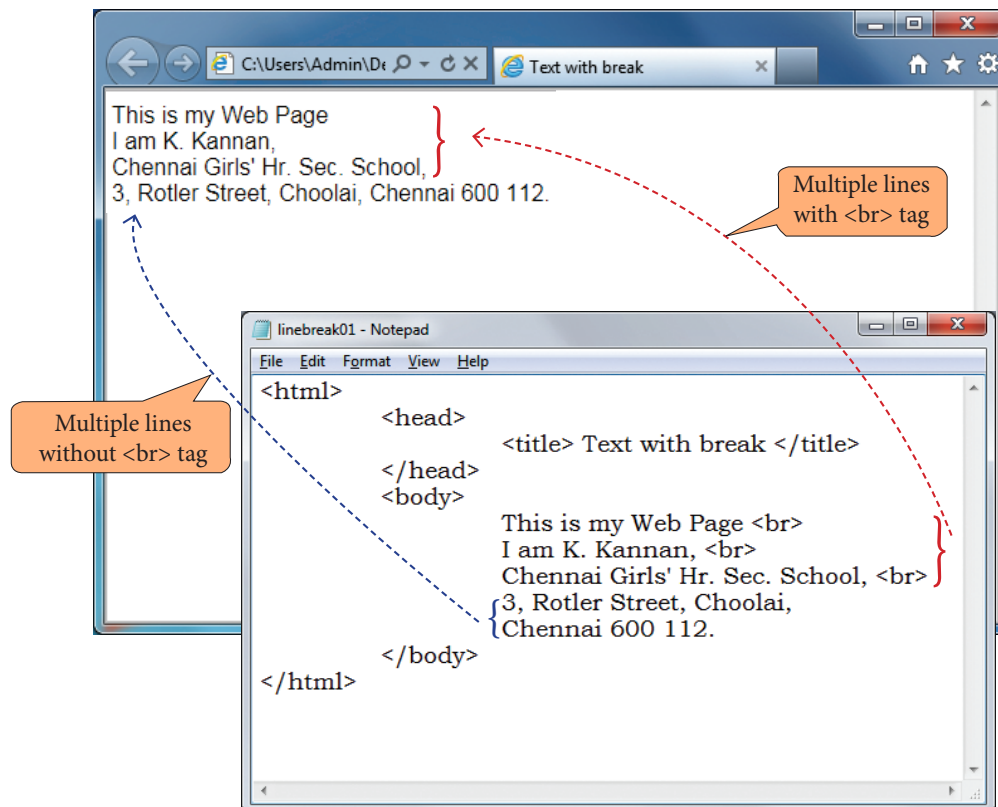 C:\Users\Admin\De
Text with break
This is my Web Page
I am K. Kannan,
Chennai Girls' Hr. Sec. School,
3, Rotler Street, Choolai, Chennai 600 112.
Multiple lines
with <br> tag
linebreak01 - Notepad
File Edit Format View Help
<html>
<head>
<title> Text with break </title>
</head>
<body>
This is my Web Page <br>
I am K. Kannan, <br>
Chennai Girls' Hr. Sec. School, <br>
3, Rotler Street, Choolai,
Chennai 600 112.
</body>
</html>
Multiple lines
without <br> tag